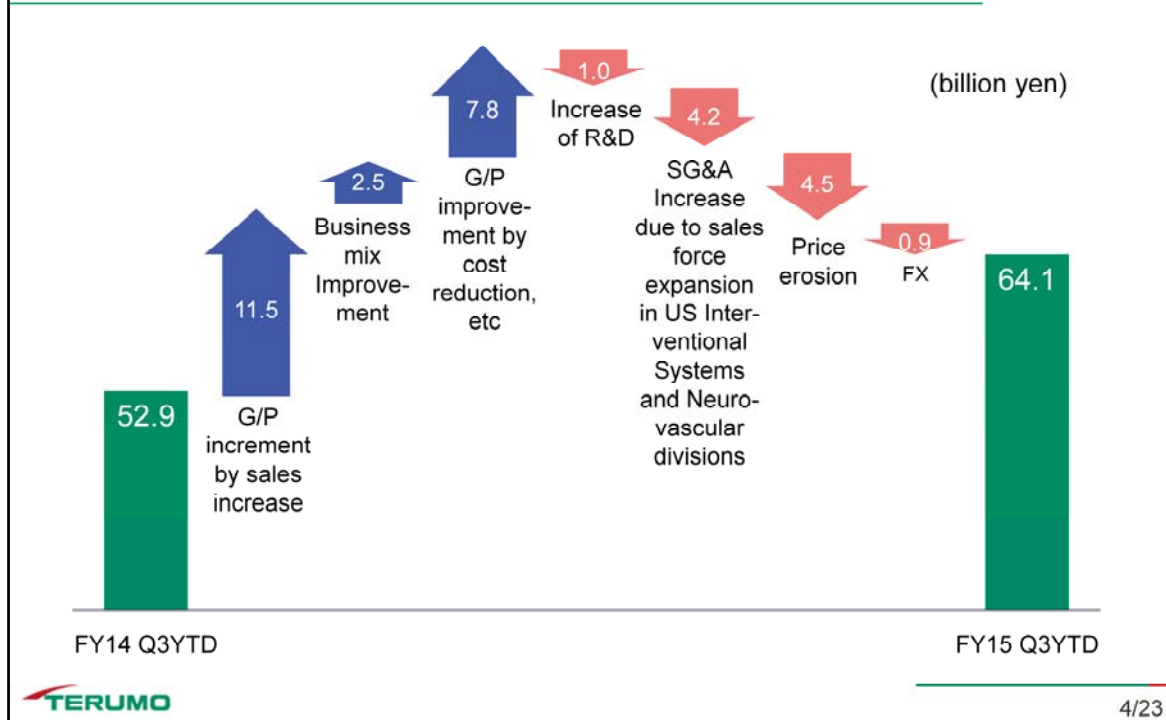 (billion yen)
52.9
11.5
G/P
increment
by sales
increase
2.5
Business
mix
Improve-
ment
7.8
G/P
improve-
ment by
cost
reduction,
etc
1.0
Increase
of R&D
4.2
SG&A
Increase
due to sales
force
expansion
in US Inter-
ventional
Systems
and Neuro-
vascular
divisions
4.5
Price
erosion
0.9
FX
64.1
FY14 Q3YTD
FY15 Q3YTD
TERUMO
4/23